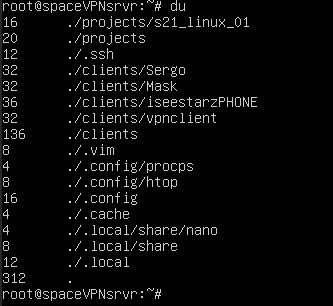 root@spaceVPNsrvr:~# du
16 ./projects/s21_linux_01
20 ./projects
12 ./.ssh
32 ./clients/Sergo
32 ./clients/Mask
36 ./clients/iseestarzPHONE
32 ./clients/vpnclient
136 ./clients
8 ./.vim
4 ./.config/procps
8 ./.config/htop
16 ./.config
4 ./.cache
4 ./.local/share/nano
8 ./.local/share
12 ./.local
312 .
root@spaceVPNsrvr:~#